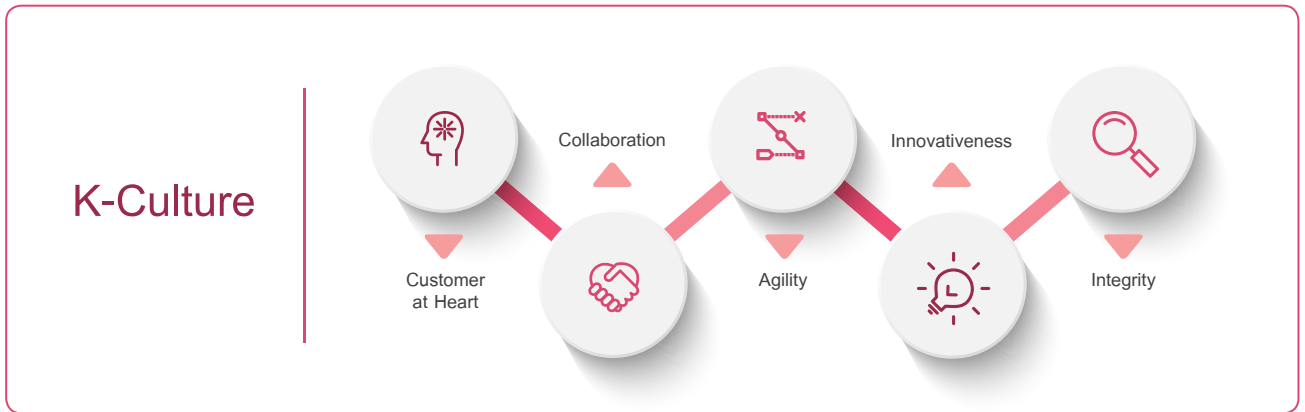 K-Culture
Customer
at Heart
Collaboration
Agility
Innovativeness
Integrity